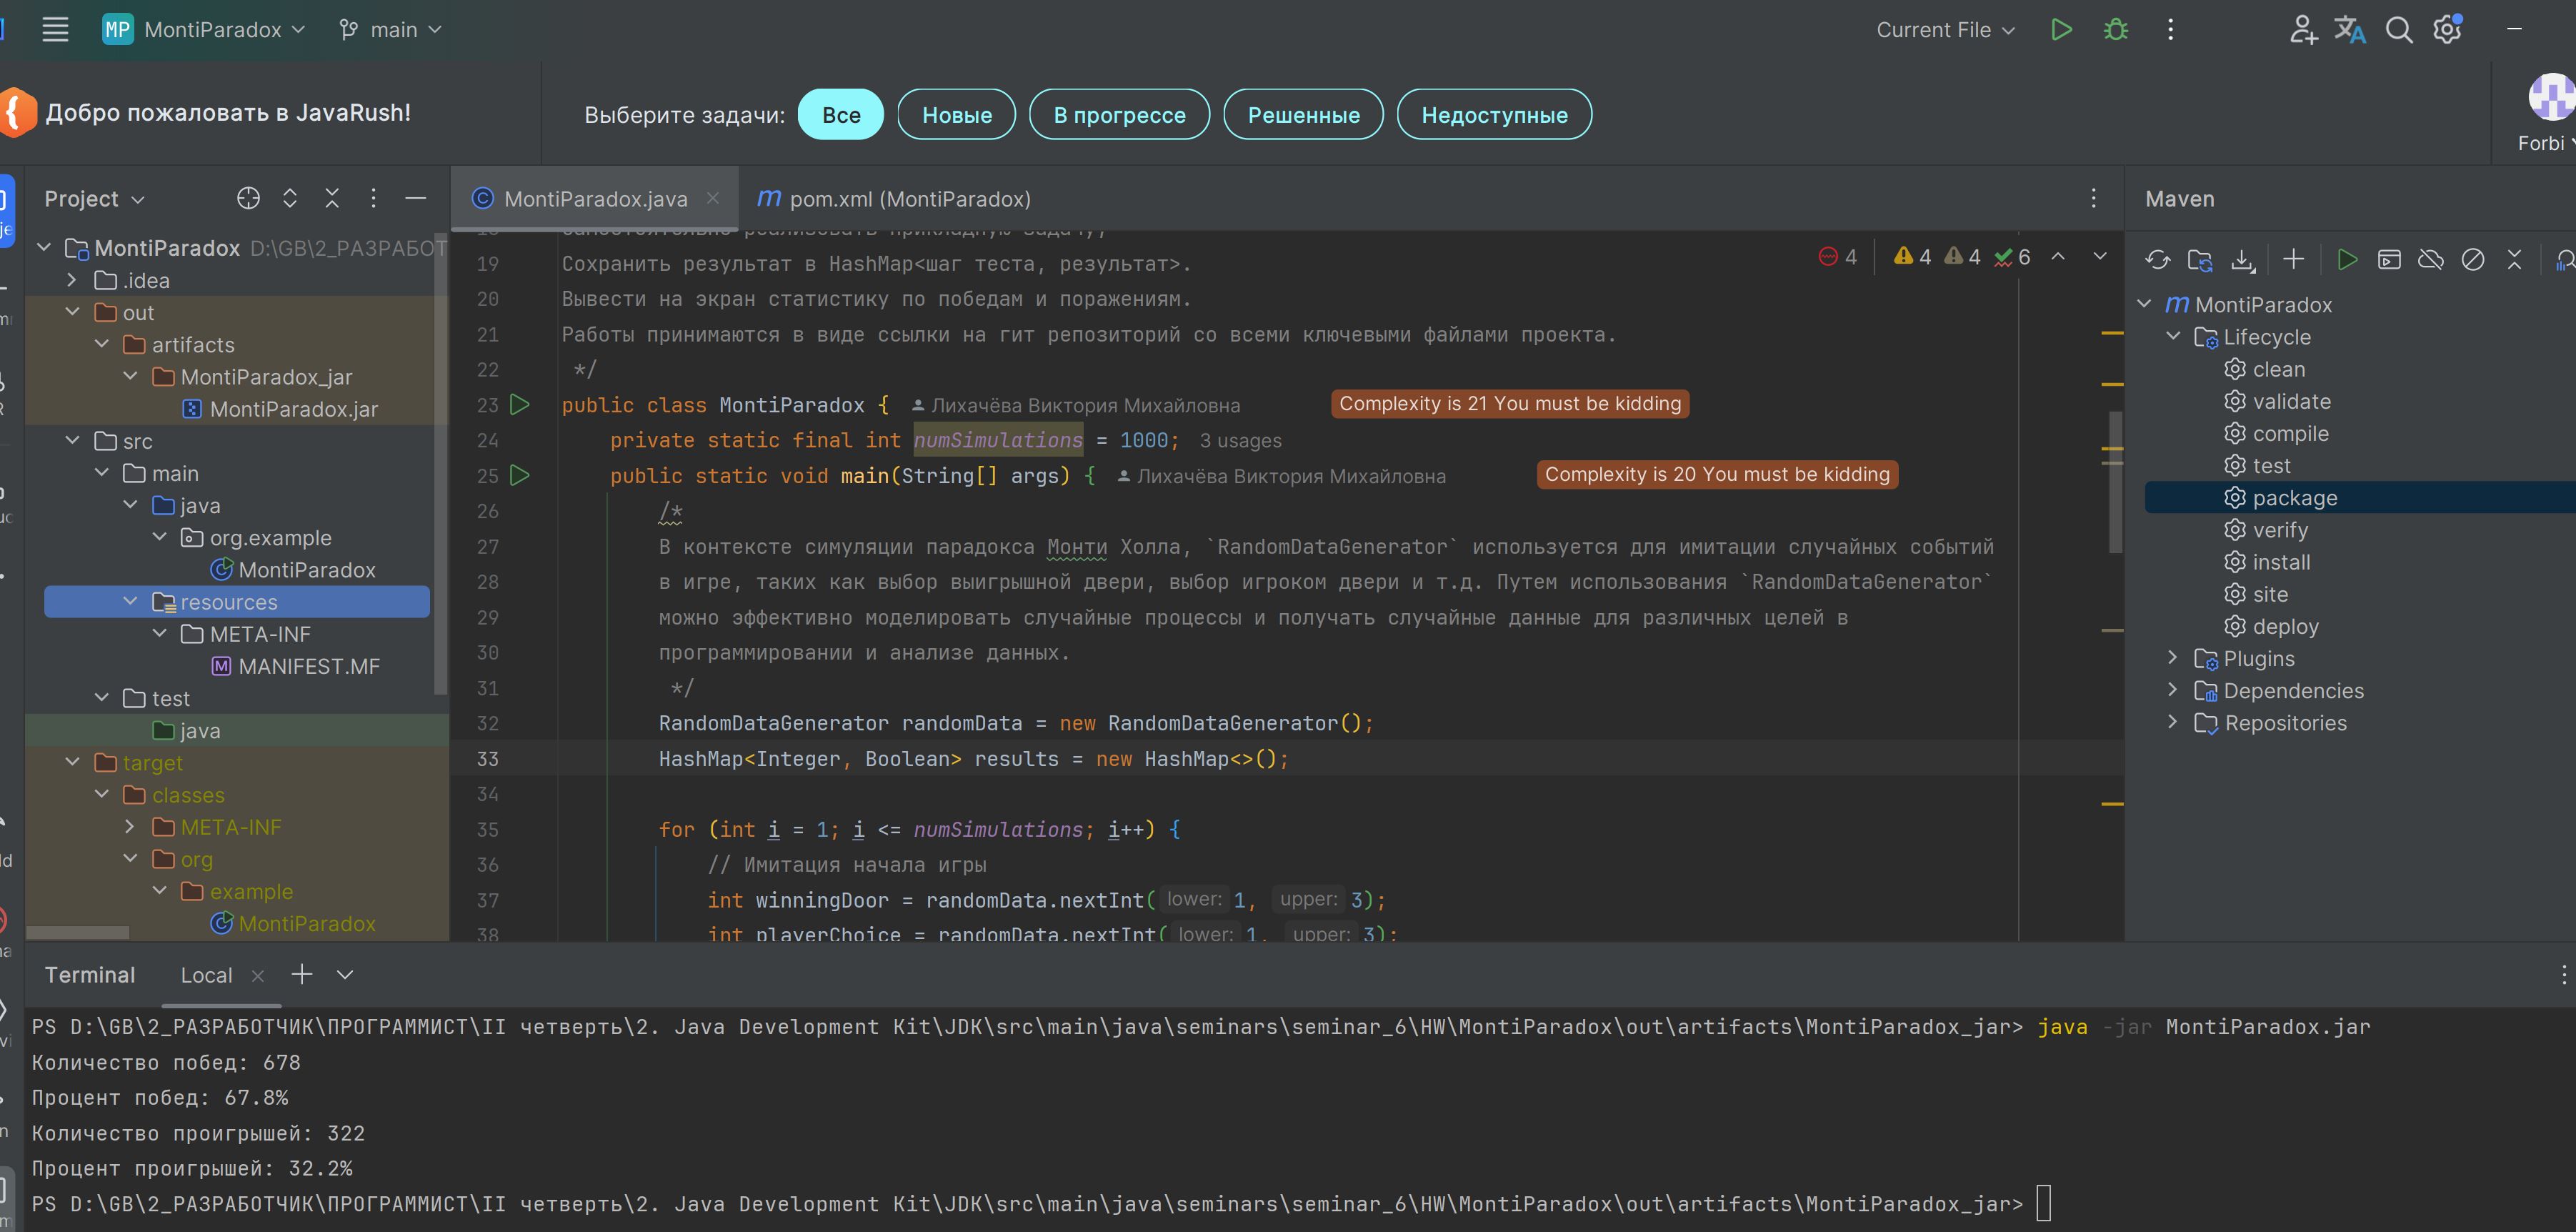 MP MontiParadox main Current File
Добро пожаловать в JavaRush!
Выберите задачи: Все Новые В прогрессе Решенные Недоступные
Forbi
Project
MontiParadox.java
pom.xml (MontiParadox)
Maven
MontiParadox D:\GB\2_РАЗРАБОТ
.idea
out
artifacts
MontiParadox_jar
MontiParadox.jar
src
main
java
org.example
MontiParadox
resources
META-INF
MANIFEST.MF
test
java
target
classes
META-INF
org
example
MontiParadox
4 4 4 6
19 Сохранить результат в HashMap<шаг теста, результат>.
20 Вывести на экран статистику по победам и поражениям.
21 Работы принимаются в виде ссылки на гит репозиторий со всеми ключевыми файлами проекта.
22 */
23 public class MontiParadox { Лихачёва Виктория Михайловна Complexity is 21 You must be kidding
24 private static final int numSimulations = 1000; 3 usages
25 public static void main(String[] args) { Лихачёва Виктория Михайловна Complexity is 20 You must be kidding
26 /*
27 В контексте симуляции парадокса Монти Холла, `RandomDataGenerator` используется для имитации случайных событий
28 в игре, таких как выбор выигрышной двери, выбор игроком двери и т.д. Путем использования `RandomDataGenerator`
29 можно эффективно моделировать случайные процессы и получать случайные данные для различных целей в
30 программировании и анализе данных.
31 */
32 RandomDataGenerator randomData = new RandomDataGenerator();
33 HashMap<Integer, Boolean> results = new HashMap<>();
34
35 for (int i = 1; i <= numSimulations; i++) {
36 // Имитация начала игры
37 int winningDoor = randomData.nextInt( lower: 1, upper: 3);
38 int playerChoice = randomData.nextInt( lower: 1, upper: 3);
MontiParadox
Lifecycle
clean
validate
compile
test
package
verify
install
site
deploy
Plugins
Dependencies
Repositories
Terminal Local
PS D:\GB\2_РАЗРАБОТЧИК\ПРОГРАММИСТ\II четверть\2. Java Development Kit\JDK\src\main\java\seminars\seminar_6\HW\MontiParadox\out\artifacts\MontiParadox_jar> java -jar MontiParadox.jar
Количество побед: 678
Процент побед: 67.8%
Количество проигрышей: 322
Процент проигрышей: 32.2%
PS D:\GB\2_РАЗРАБОТЧИК\ПРОГРАММИСТ\II четверть\2. Java Development Kit\JDK\src\main\java\seminars\seminar_6\HW\MontiParadox\out\artifacts\MontiParadox_jar>